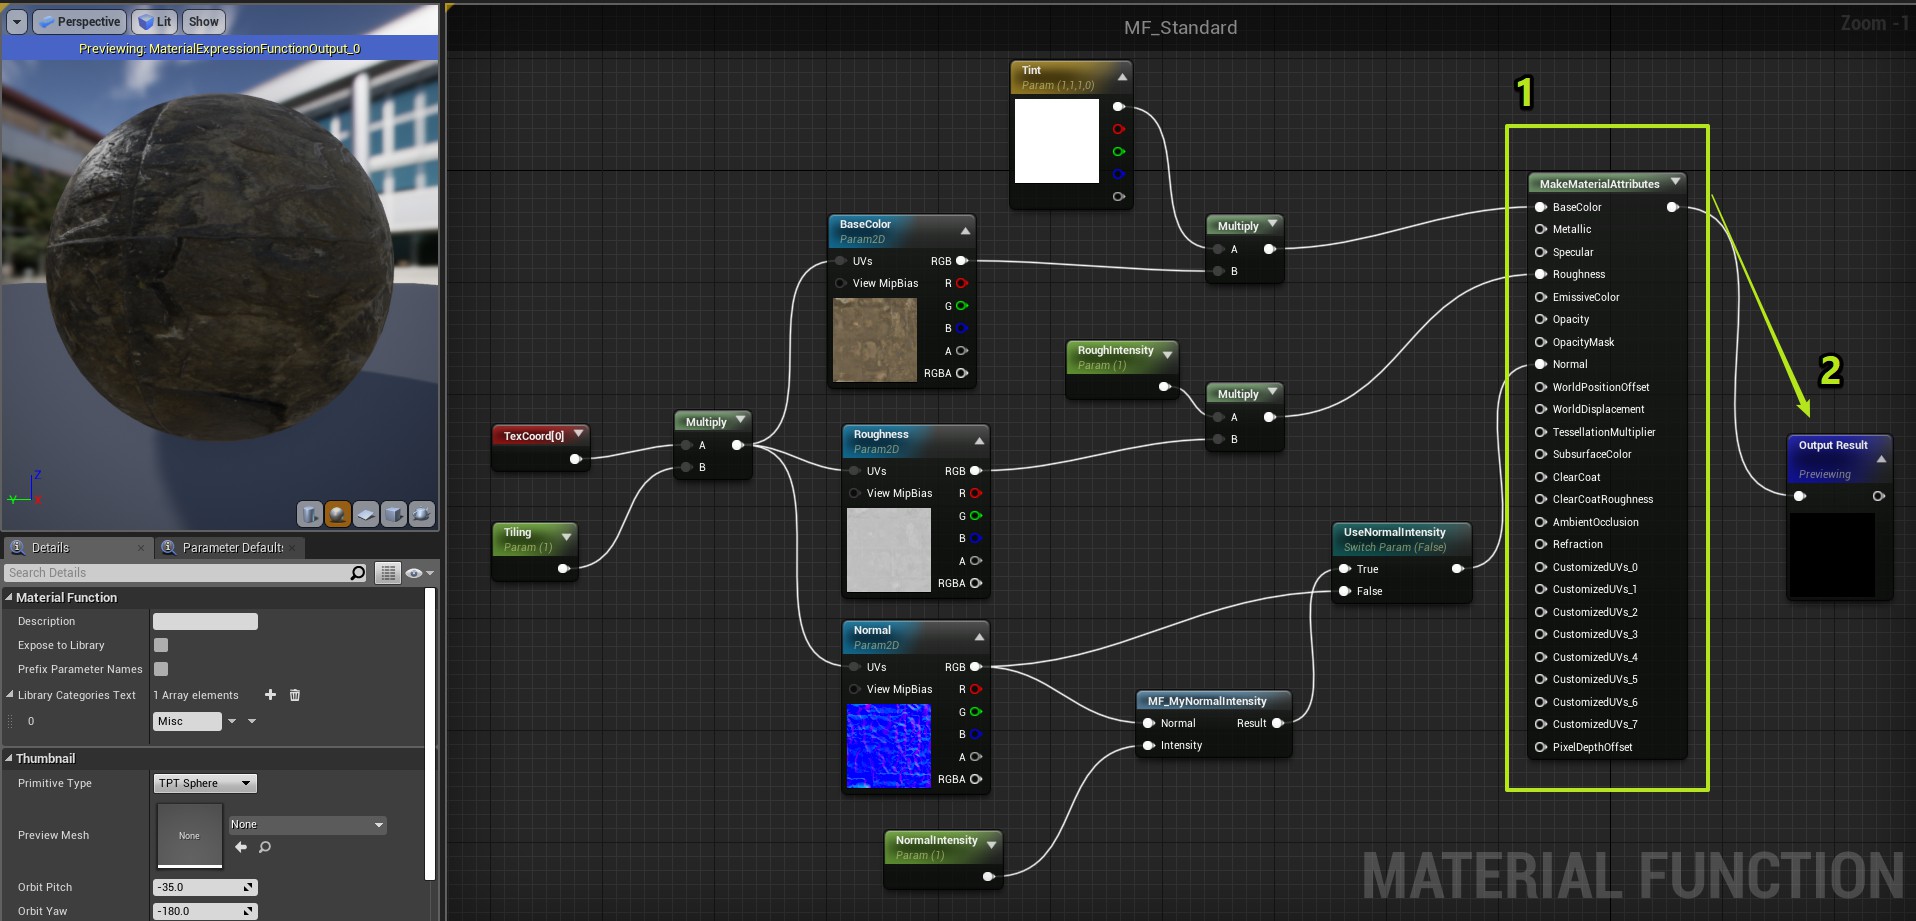 Perspective
Lit
Show
Previewing: MaterialExpressionFunctionOutput_0
Z
Y
X
Details
Parameter Default
Search Details
Material Function
Description
Expose to Library
Prefix Parameter Names
Library Categories Text
1 Array elements
0
Misc
Thumbnail
Primitive Type
TPT Sphere
Preview Mesh
None
None
Orbit Pitch
-35.0
Orbit Yaw
-180.0
MF_Standard
Zoom -1
TexCoord[0]
Tiling
Param (1)
Multiply
A
B
BaseColor
Param2D
UVs
RGB
View MipBias
R
G
B
A
RGBA
Roughness
Param2D
UVs
RGB
View MipBias
R
G
B
A
RGBA
Normal
Param2D
UVs
RGB
View MipBias
R
G
B
A
RGBA
NormalIntensity
Param (1)
Tint
Param (1,1,1,0)
Multiply
A
B
RoughIntensity
Param (1)
Multiply
A
B
MF_MyNormalIntensity
Normal
Result
Intensity
UseNormalIntensity
Switch Param (False)
True
False
1
MakeMaterialAttributes
BaseColor
Metallic
Specular
Roughness
EmissiveColor
Opacity
OpacityMask
Normal
WorldPositionOffset
WorldDisplacement
TessellationMultiplier
SubsurfaceColor
ClearCoat
ClearCoatRoughness
AmbientOcclusion
Refraction
CustomizedUVs_0
CustomizedUVs_1
CustomizedUVs_2
CustomizedUVs_3
CustomizedUVs_4
CustomizedUVs_5
CustomizedUVs_6
CustomizedUVs_7
PixelDepthOffset
2
Output Result
Previewing
MATERIAL FUNCTION